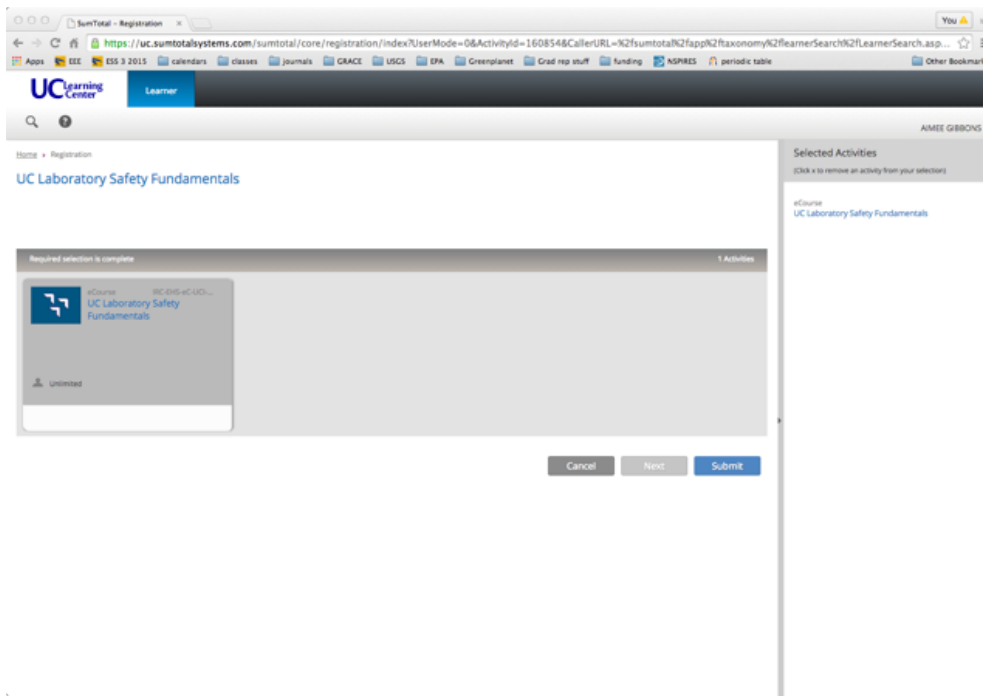 SumTotal – Registration
You
https://uc.sumtotalsystems.com/sumtotal/core/registration/index?UserMode=0&ActivityId=160854&CallerURL=%2fsumtotal%2fapp%2ftaxonomy%2flearnerSearch%2fLearnerSearch.asp...
Apps EEE ESS 3 2015 calendars classes journals GRACE USGS EPA Greenplanet Grad rep stuff funding NSPIRES periodic table Other Bookmar
UC Learning Center
Learner
AIMEE GIBBONS
Home Registration
Selected Activities
(Click x to remove an activity from your selection)
UC Laboratory Safety Fundamentals
eCourse
UC Laboratory Safety Fundamentals
Required selection is complete 1 Activities
eCourse
UC Laboratory Safety
Fundamentals
Unlimited
Cancel Next Submit